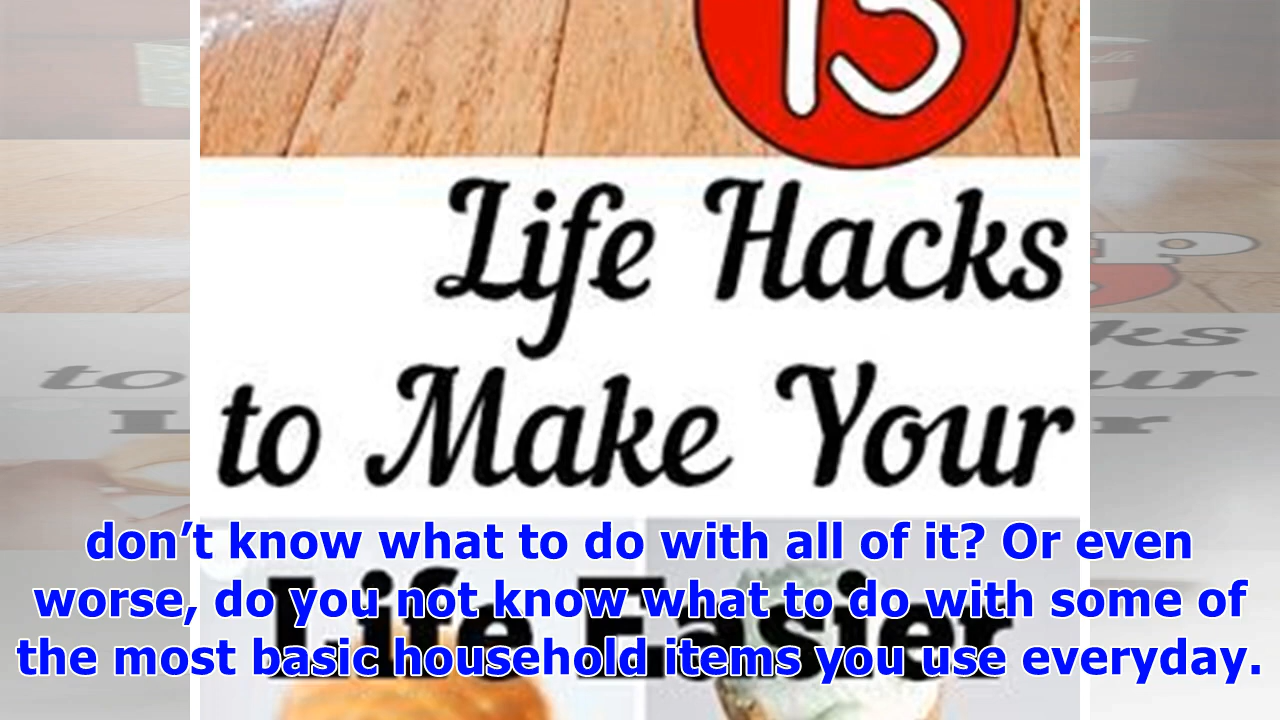 15
Life Hacks
to Make Your
Life Easier
don’t know what to do with all of it? Or even
worse, do you not know what to do with some of
the most basic household items you use everyday.